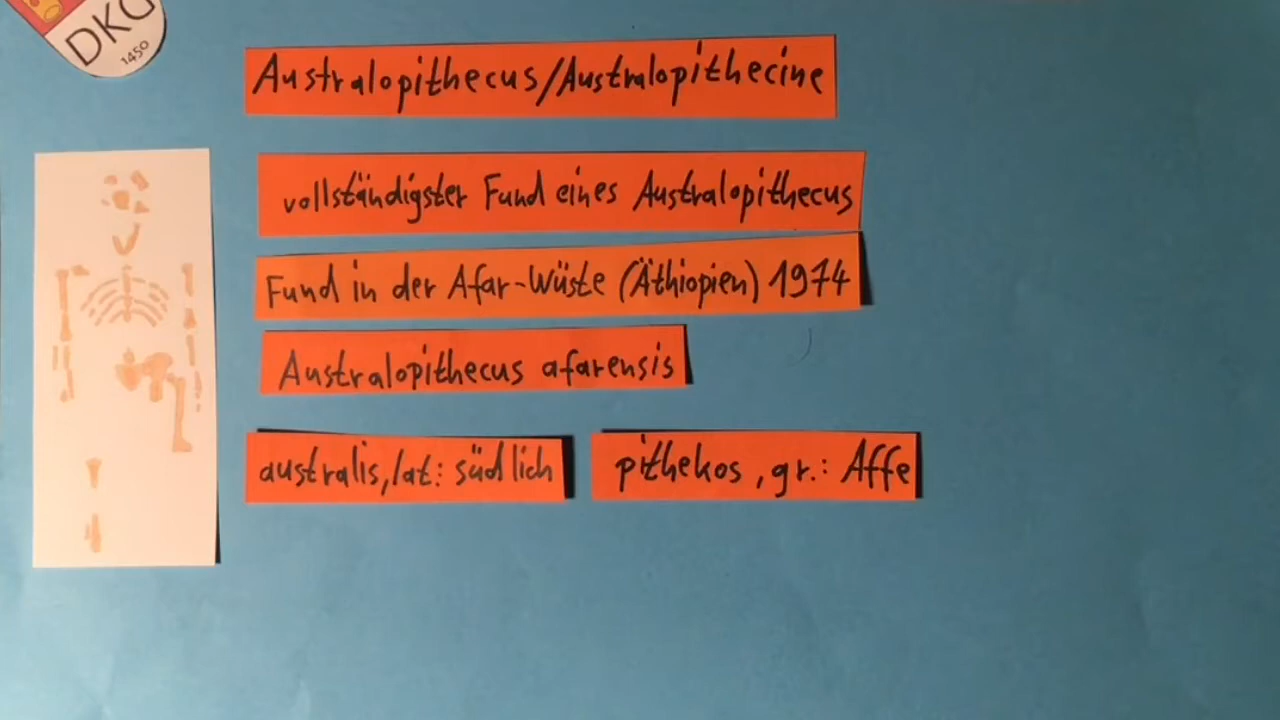 DKG
1450
Australopithecus/Australopithecine
vollständigster Fund eines Australopithecus
Fund in der Afar-Wüste (Äthiopien) 1974
Australopithecus afarensis
australis, lat: südlich
pithekos, gr.: Affe